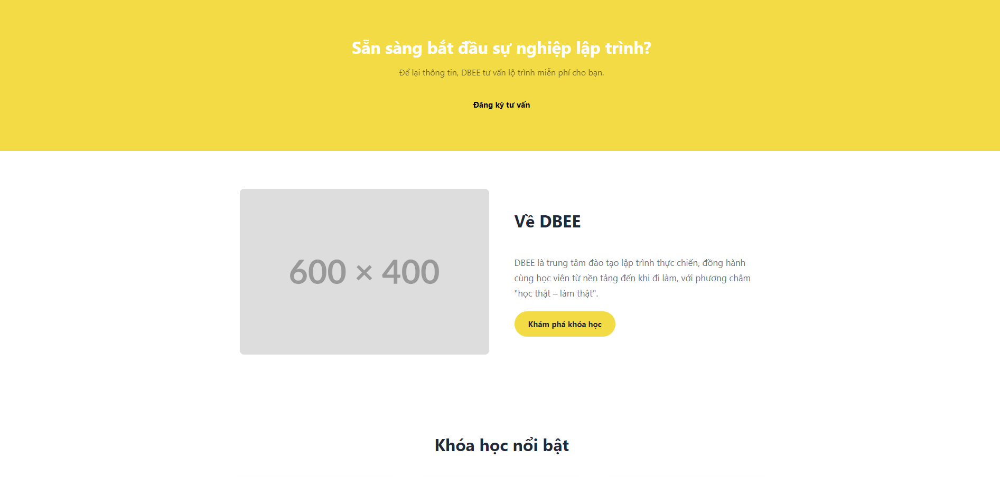 Sẵn sàng bắt đầu sự nghiệp lập trình?
Để lại thông tin, DBEE tư vấn lộ trình miễn phí cho bạn.
Đăng ký tư vấn
600 × 400
Về DBEE
DBEE là trung tâm đào tạo lập trình thực chiến, đồng hành
cùng học viên từ nền tảng đến khi đi làm, với phương châm
"học thật – làm thật".
Khám phá khóa học
Khóa học nổi bật